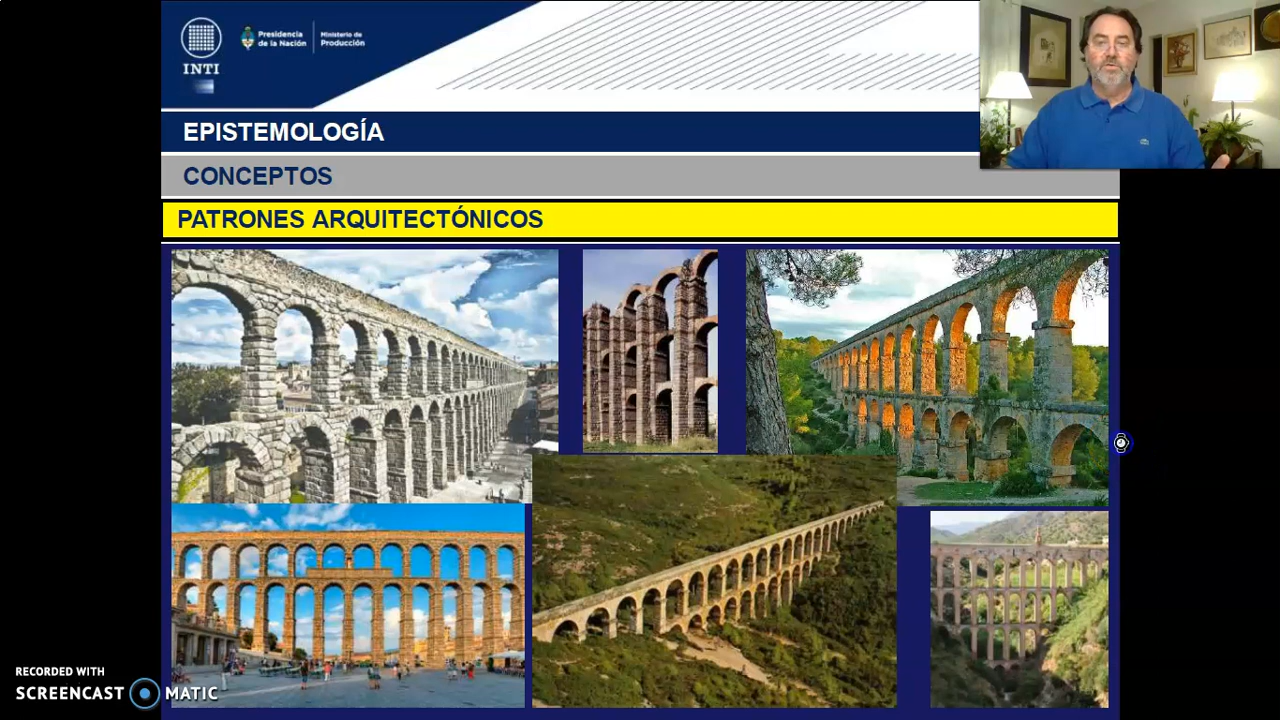 INTI
Presidencia
de la Nación
Ministerio de
Producción
EPISTEMOLOGÍA
CONCEPTOS
PATRONES ARQUITECTÓNICOS
RECORDED WITH
SCREENCAST MATIC